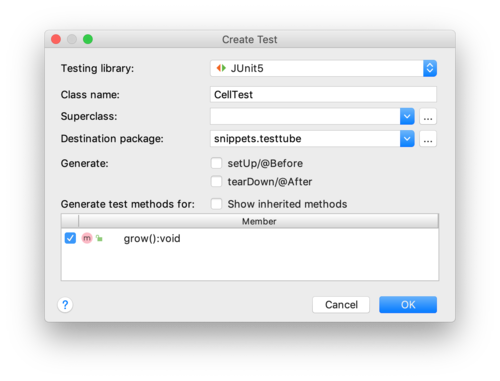 Create Test
Testing library: JUnit5
Class name: CellTest
Superclass: ...
Destination package: snippets.testtube ...
Generate: setUp/@Before
tearDown/@After
Generate test methods for: Show inherited methods
Member
m grow():void
? Cancel OK